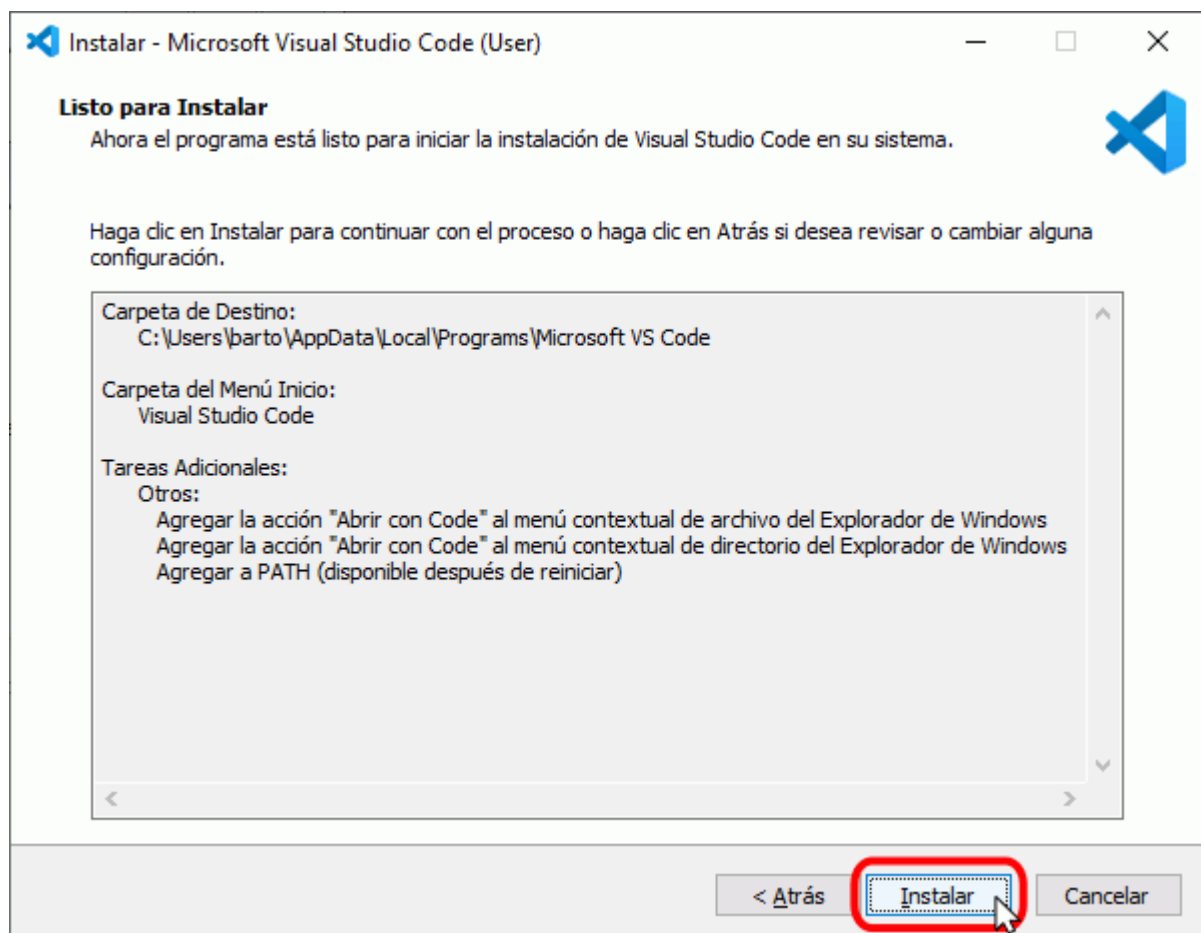 Instalar - Microsoft Visual Studio Code (User)
Listo para Instalar
Ahora el programa está listo para iniciar la instalación de Visual Studio Code en su sistema.
Haga clic en Instalar para continuar con el proceso o haga clic en Atrás si desea revisar o cambiar alguna
configuración.
Carpeta de Destino:
C:\Users\barto\AppData\Local\Programs\Microsoft VS Code
Carpeta del Menú Inicio:
Visual Studio Code
Tareas Adicionales:
Otros:
Agregar la acción "Abrir con Code" al menú contextual de archivo del Explorador de Windows
Agregar la acción "Abrir con Code" al menú contextual de directorio del Explorador de Windows
Agregar a PATH (disponible después de reiniciar)
< Atrás Instalar Cancelar